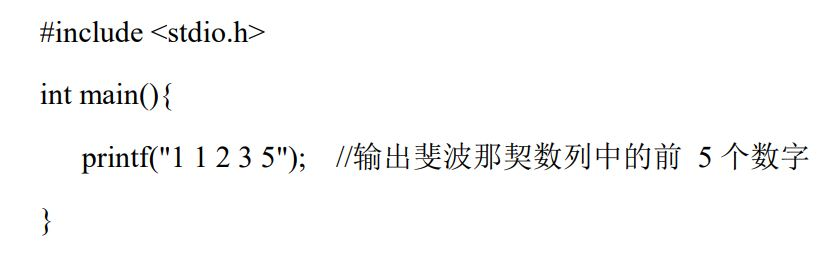 #include <stdio.h>
int main(){
printf("1 1 2 3 5"); //输出斐波那契数列中的前 5 个数字
}